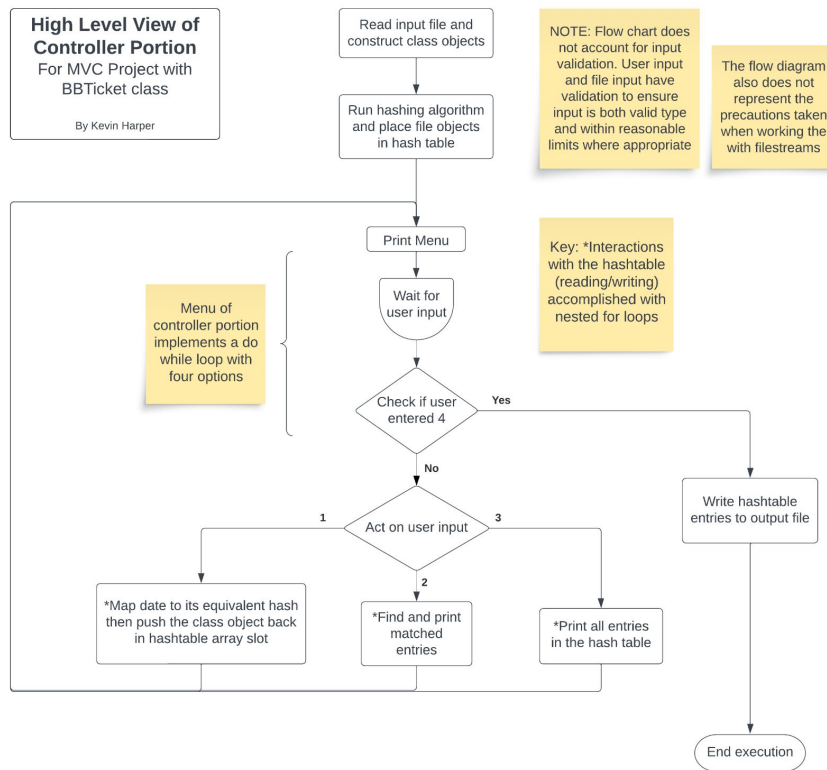 High Level View of
Controller Portion
For MVC Project with
BBTicket class
By Kevin Harper
Read input file and
construct class objects
NOTE: Flow chart does
not account for input
validation. User input
and file input have
validation to ensure
input is both valid type
and within reasonable
limits where appropriate
The flow diagram
also does not
represent the
precautions taken
when working the
with filestreams
Run hashing algorithm
and place file objects
in hash table
Print Menu
Key: *Interactions
with the hashtable
(reading/writing)
accomplished with
nested for loops
Wait for
user input
Menu of
controller portion
implements a do
while loop with
four options
Check if user
entered 4
Yes
No
Write hashtable
entries to output file
Act on user input
1
3
2
*Map date to its equivalent hash
then push the class object back
in hashtable array slot
*Find and print
matched
entries
*Print all entries
in the hash table
End execution